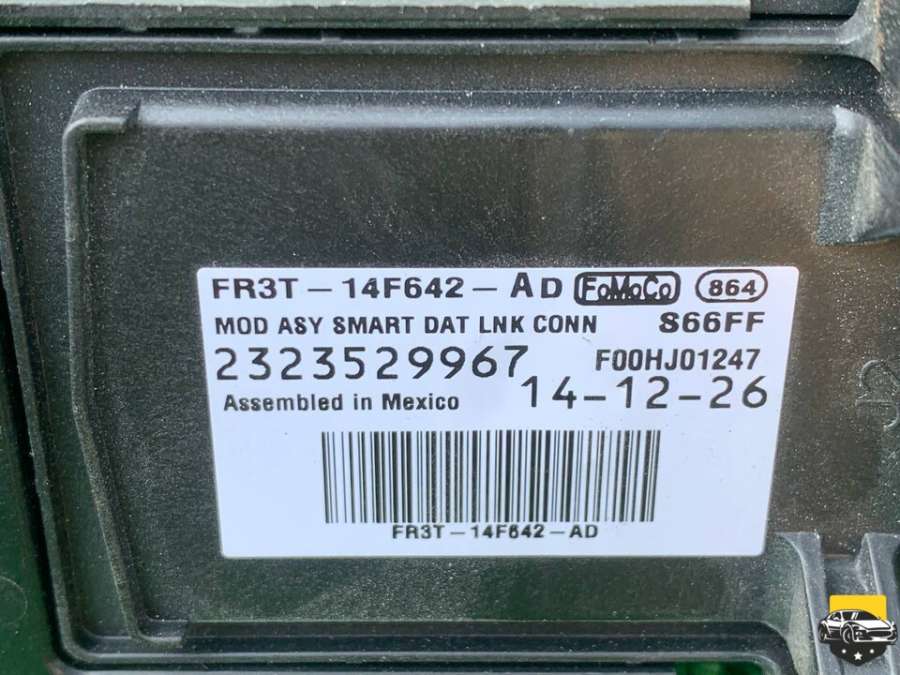 FR3T-14F642-AD FoMoCo 864
MOD ASY SMART DAT LNK CONN S66FF
2323529967 F00HJ01247
Assembled in Mexico 14-12-26
FR3T-14F642-AD